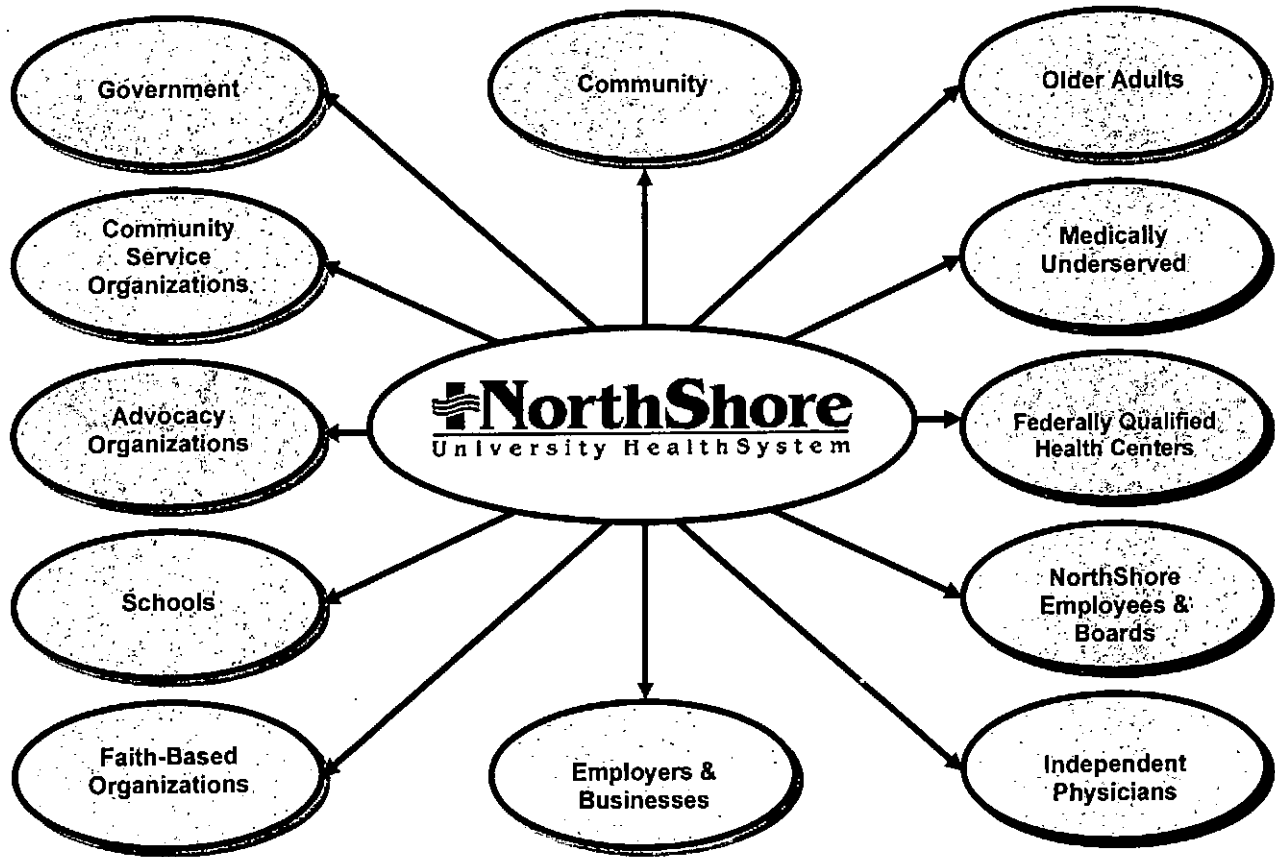 Government
Community
Older Adults
Community
Service
Organizations
Medically
Underserved
NorthShore
University HealthSystem
Advocacy
Organizations
Federally Qualified
Health Centers
Schools
NorthShore
Employees &
Boards
Faith-Based
Organizations
Employers &
Businesses
Independent
Physicians